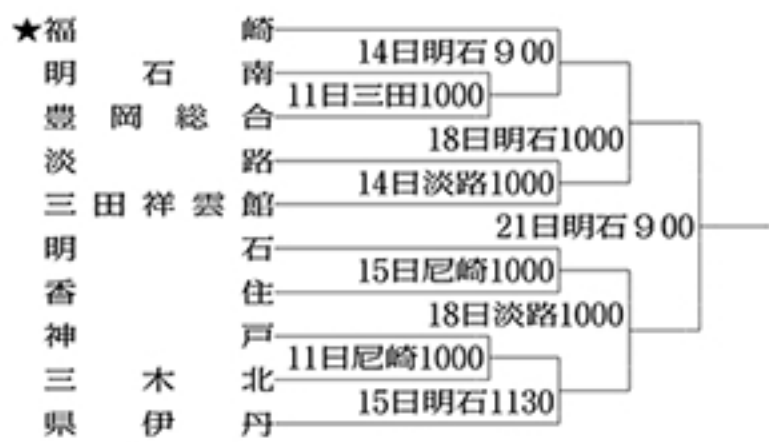 ★福崎
14日明石9 00
明石南
11日三田1000
豊岡総合
18日明石1000
淡路
14日淡路1000
三田祥雲館
21日明石9 00
明石
15日尼崎1000
香住
18日淡路1000
神戸
11日尼崎1000
三木北
15日明石1130
県伊丹